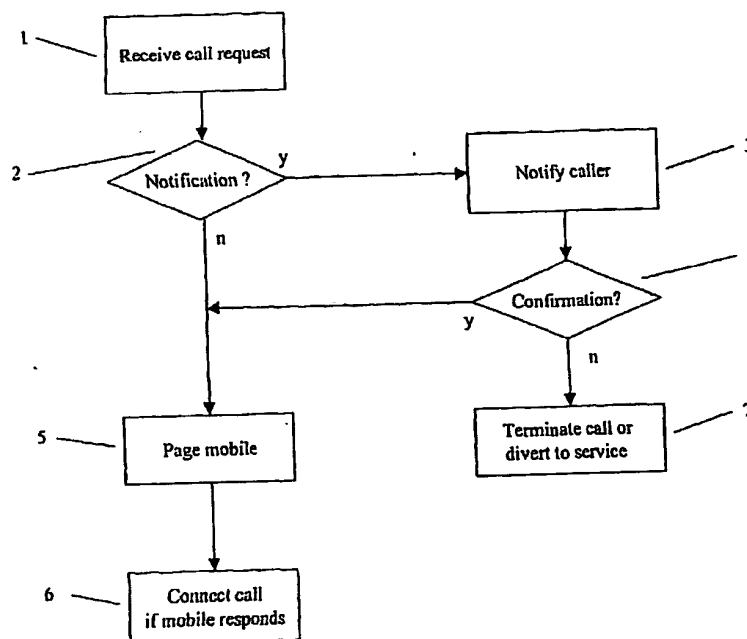 1
Receive call request
2
Notification ?
y
n
Notify caller
Confirmation?
y
n
5
Page mobile
Terminate call or
divert to service
6
Connect call
if mobile responds